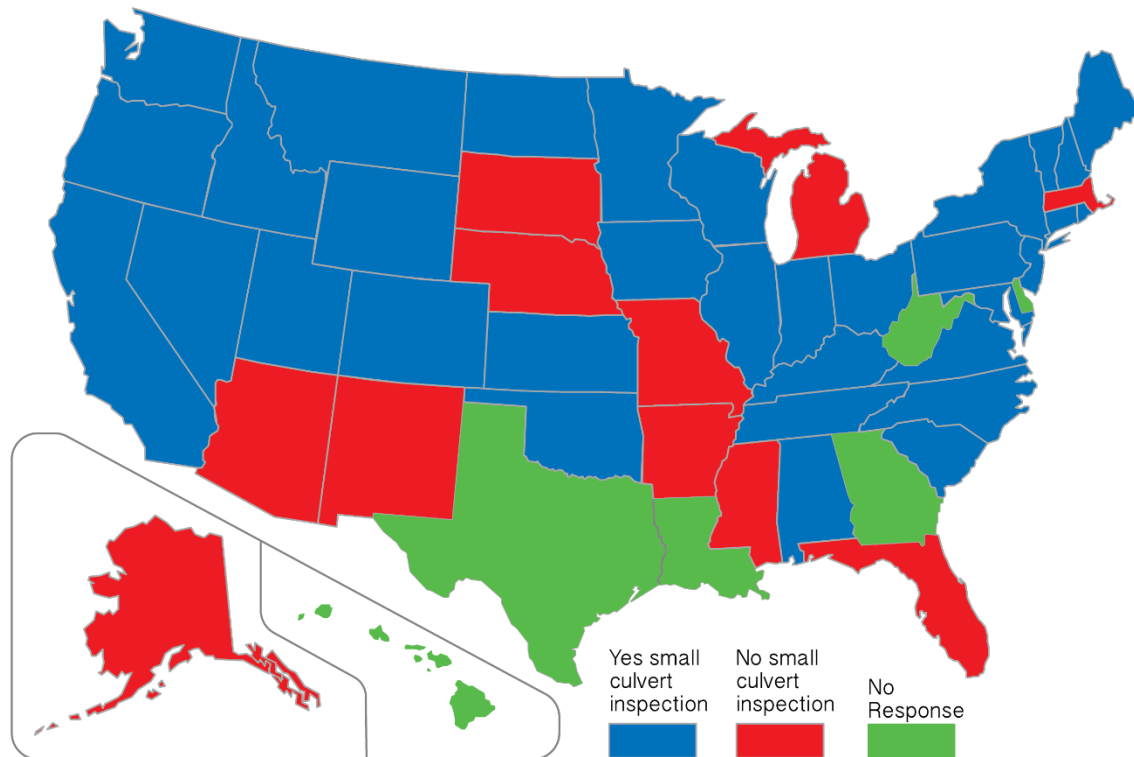 Yes small
culvert
inspection
No small
culvert
inspection
No
Response